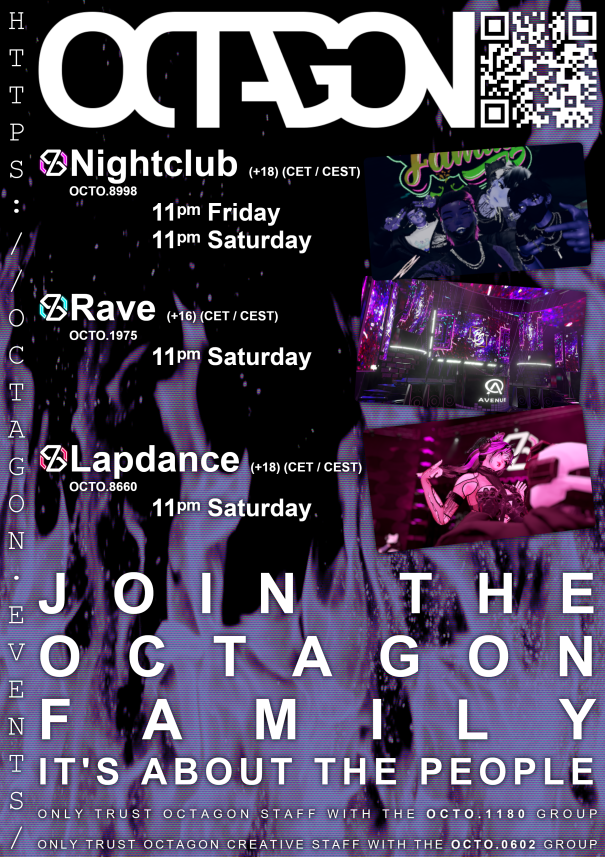 OCTAGON
HTTPS://OCTAGON.EVENTS/
Nightclub (+18) (CET / CEST)
OCTO.8998
11pm Friday
11pm Saturday
Family
Rave (+16) (CET / CEST)
OCTO.1975
11pm Saturday
AVENUE
Lapdance (+18) (CET / CEST)
OCTO.8660
11pm Saturday
JOIN THE
OCTAGON
FAMILY
IT'S ABOUT THE PEOPLE
ONLY TRUST OCTAGON STAFF WITH THE OCTO.1180 GROUP
ONLY TRUST OCTAGON CREATIVE STAFF WITH THE OCTO.0602 GROUP